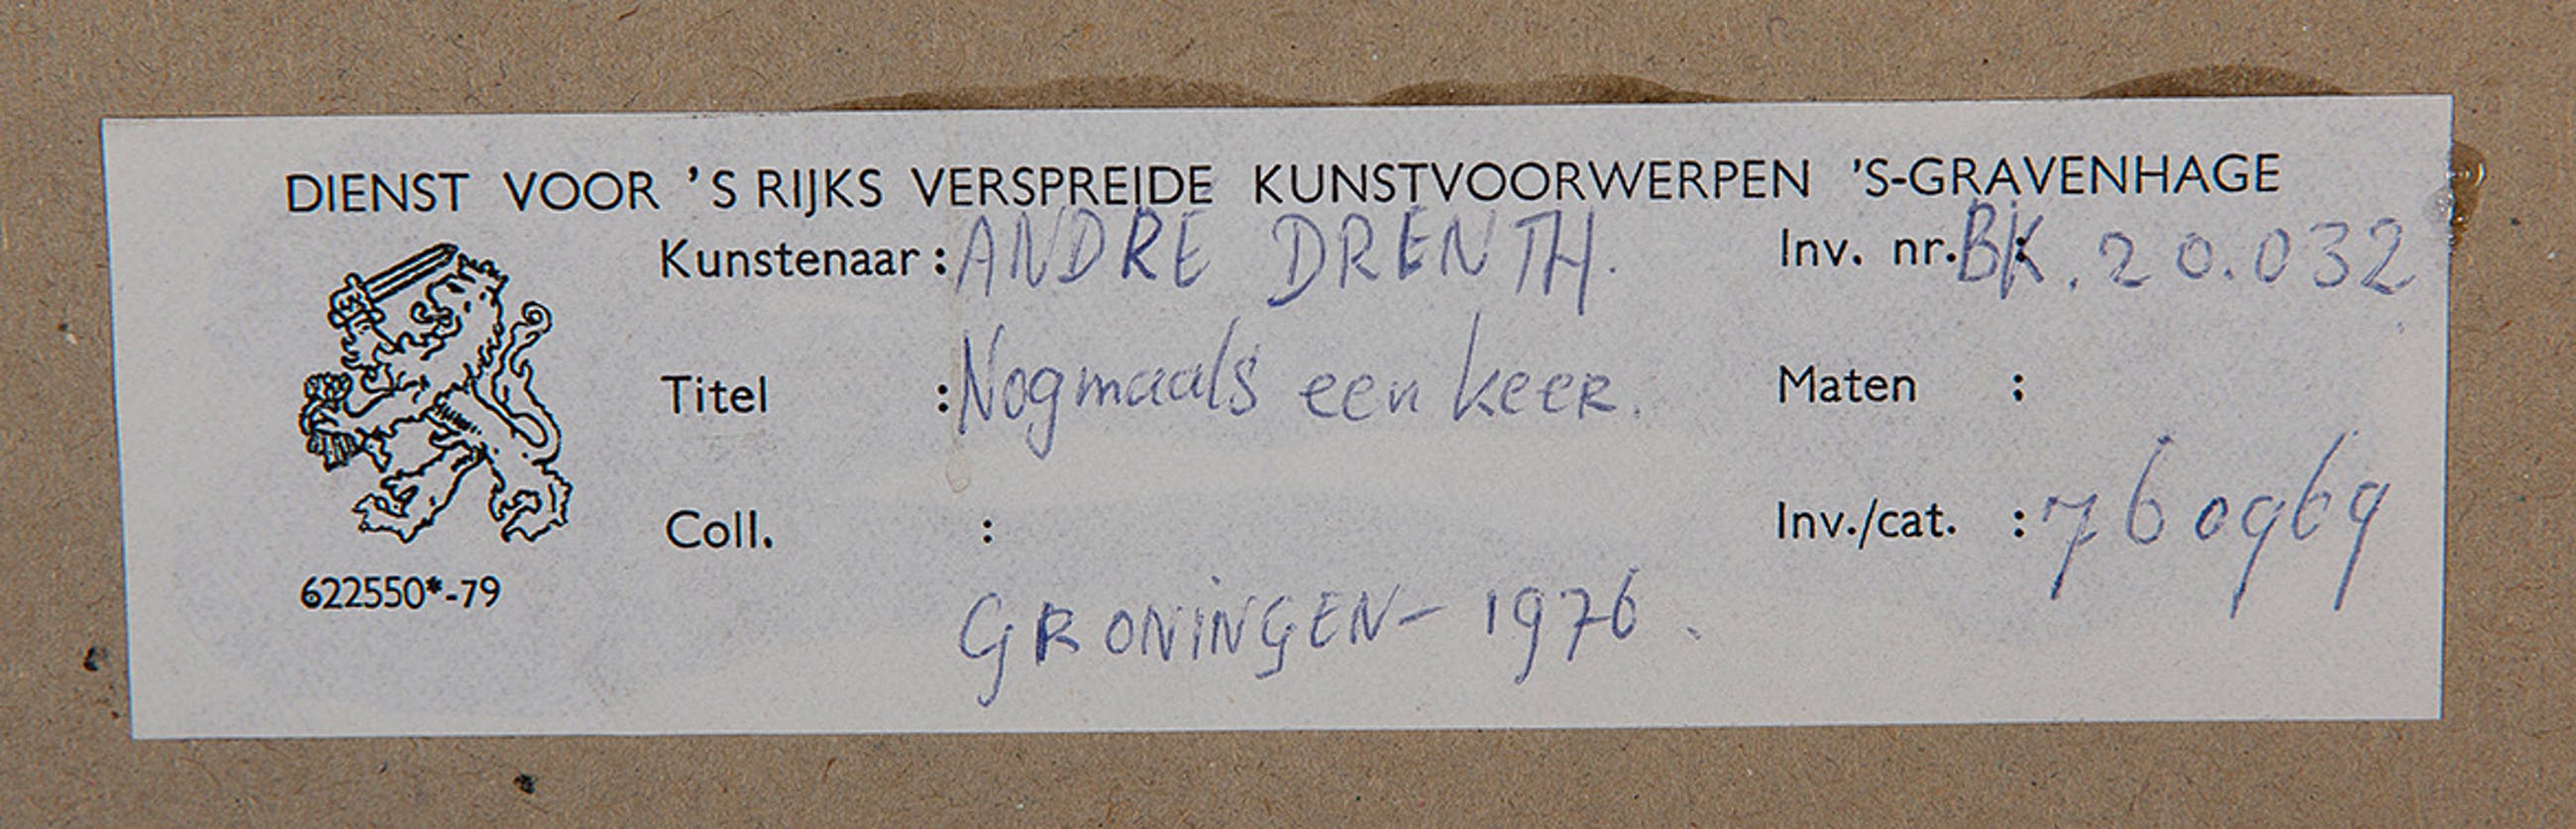 DIENST VOOR 'S RIJKS VERSPREIDE KUNSTVOORWERPEN 'S-GRAVENHAGE
Kunstenaar : ANDRE DRENTH. Inv. nr. : BK. 20.032
Titel : Nogmaals een keer. Maten :
Coll. : Inv./cat. : 760969
622550*-79
GRONINGEN - 1976.